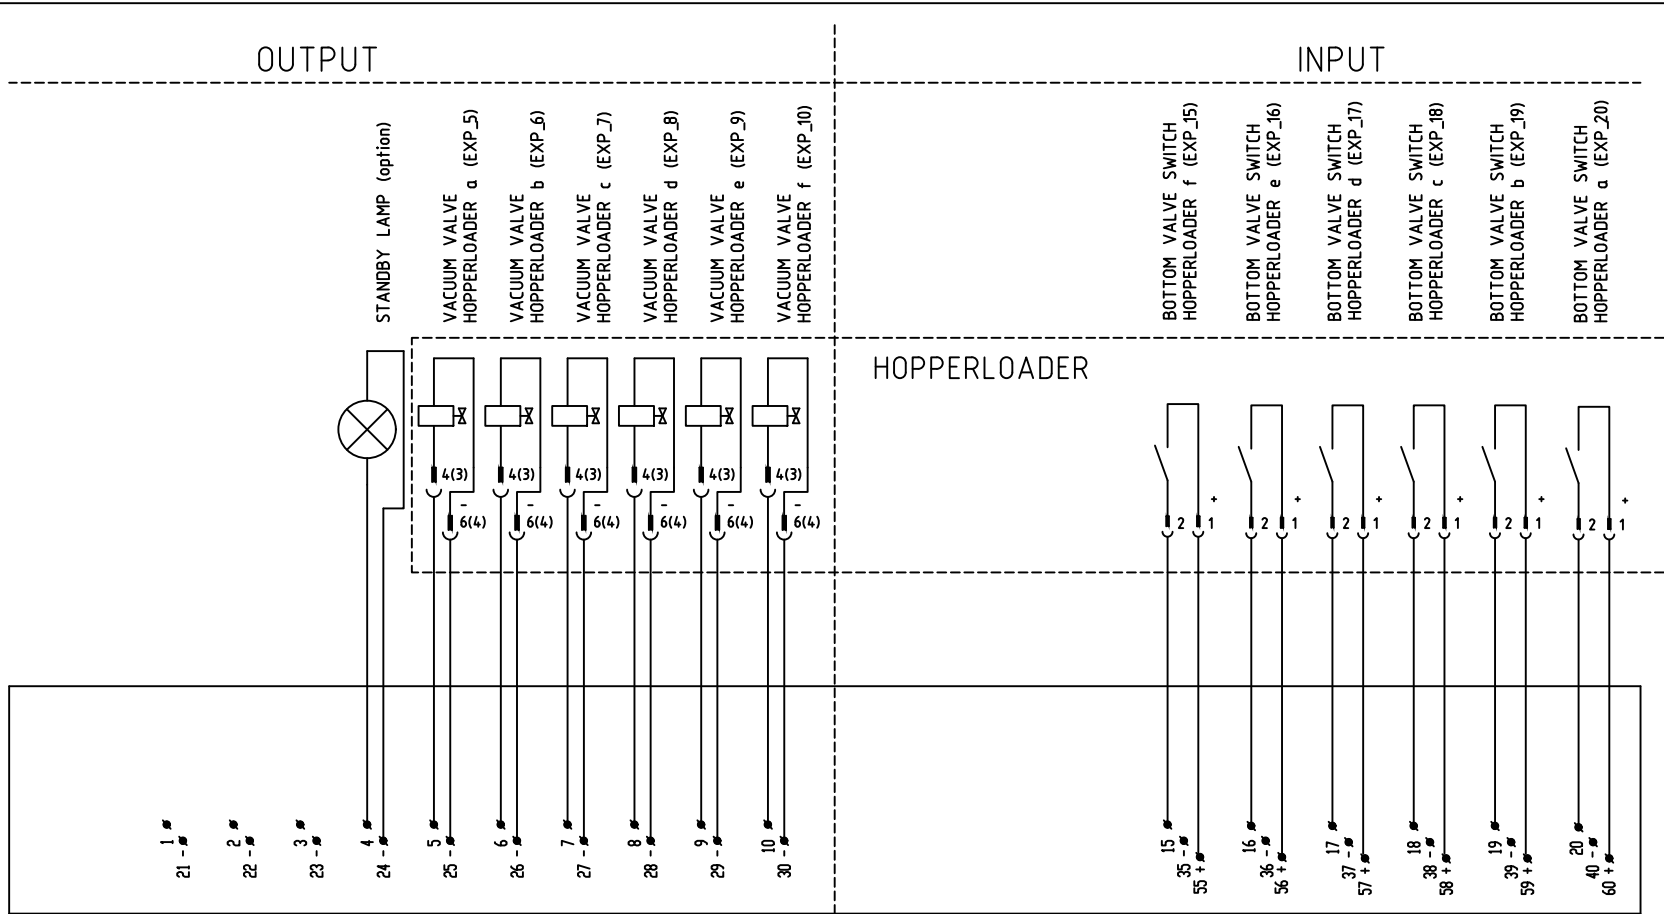 OUTPUT
INPUT
STANDBY LAMP (option)
VACUUM VALVE
HOPPERLOADER a (EXP_5)
VACUUM VALVE
HOPPERLOADER b (EXP_6)
VACUUM VALVE
HOPPERLOADER c (EXP_7)
VACUUM VALVE
HOPPERLOADER d (EXP_8)
VACUUM VALVE
HOPPERLOADER e (EXP_9)
VACUUM VALVE
HOPPERLOADER f (EXP_10)
BOTTOM VALVE SWITCH
HOPPERLOADER f (EXP_15)
BOTTOM VALVE SWITCH
HOPPERLOADER e (EXP_16)
BOTTOM VALVE SWITCH
HOPPERLOADER d (EXP_17)
BOTTOM VALVE SWITCH
HOPPERLOADER c (EXP_18)
BOTTOM VALVE SWITCH
HOPPERLOADER b (EXP_19)
BOTTOM VALVE SWITCH
HOPPERLOADER a (EXP_20)
HOPPERLOADER
4(3) 4(3) 4(3) 4(3) 4(3) 4(3)
- - - - - -
6(4) 6(4) 6(4) 6(4) 6(4) 6(4)
+ + + + + +
2 1 2 1 2 1 2 1 2 1 2 1
1
21 -
2
22 -
3
23 -
4
24 -
5
25 -
6
26 -
7
27 -
8
28 -
9
29 -
10
30 -
15
35 -
55 +
16
36 -
56 +
17
37 -
57 +
18
38 -
58 +
19
39 -
59 +
20
40 -
60 +